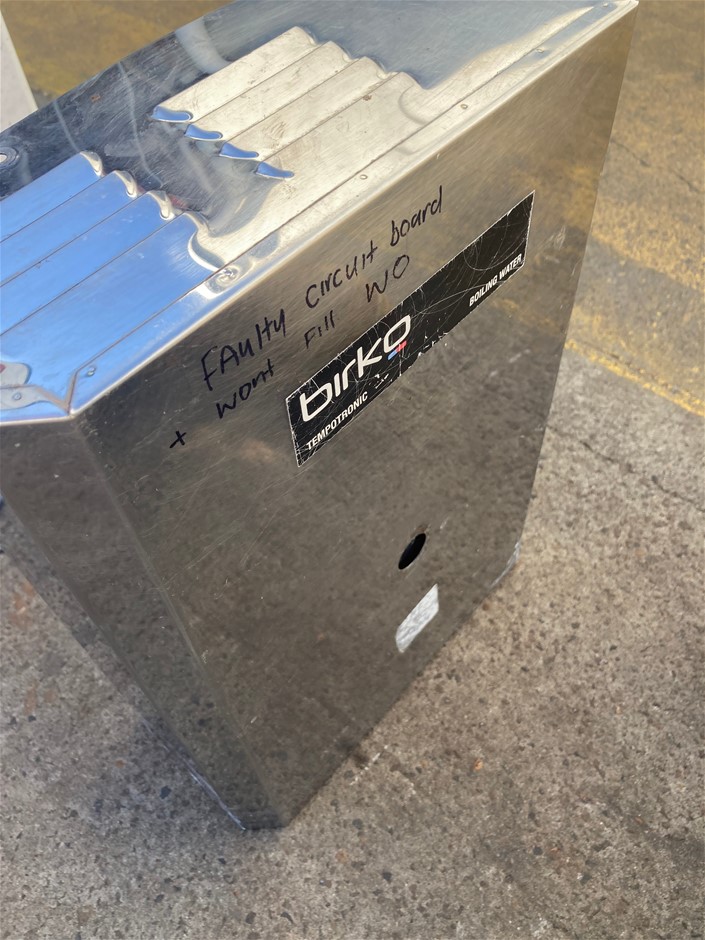 FAulty circuit board
+ wont Fill WO
birko
TEMPOTRONIC
BOILING WATER